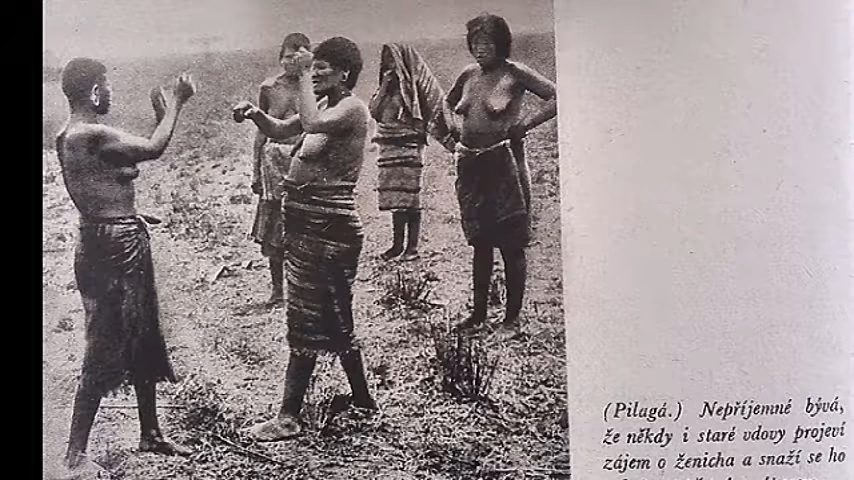 (Pilagá.) Nepříjemné bývá,
že někdy i staré vdovy projeví
zájem o ženicha a snaží se ho